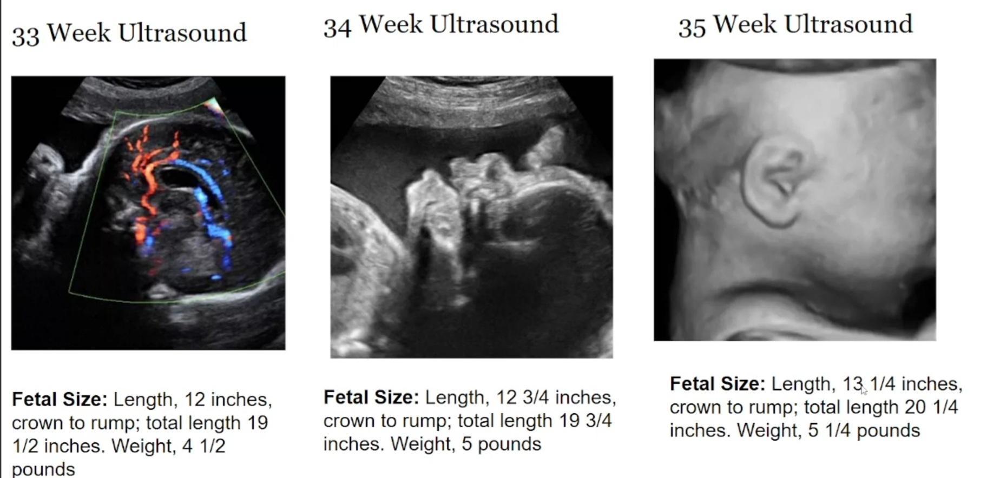 33 Week Ultrasound
Fetal Size: Length, 12 inches,
crown to rump; total length 19
1/2 inches. Weight, 4 1/2
pounds
34 Week Ultrasound
Fetal Size: Length, 12 3/4 inches,
crown to rump; total length 19 3/4
inches. Weight, 5 pounds
35 Week Ultrasound
Fetal Size: Length, 13 1/4 inches,
crown to rump; total length 20 1/4
inches. Weight, 5 1/4 pounds